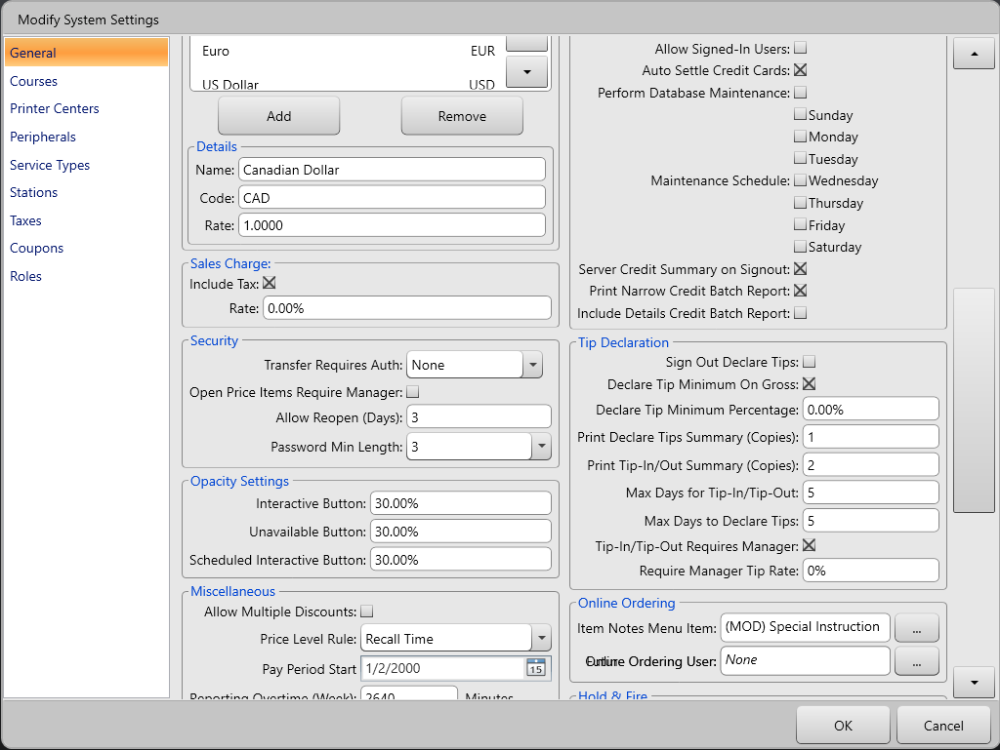 Modify System Settings
General
Courses
Printer Centers
Peripherals
Service Types
Stations
Taxes
Coupons
Roles
Euro EUR
US Dollar USD
Add Remove
Details
Name: Canadian Dollar
Code: CAD
Rate: 1.0000
Sales Charge:
Include Tax:
Rate: 0.00%
Security
Transfer Requires Auth: None
Open Price Items Require Manager:
Allow Reopen (Days): 3
Password Min Length: 3
Opacity Settings
Interactive Button: 30.00%
Unavailable Button: 30.00%
Scheduled Interactive Button: 30.00%
Miscellaneous
Allow Multiple Discounts:
Price Level Rule: Recall Time
Pay Period Start 1/2/2000 15
Reporting Overtime (Week): 2640 Minutes
Allow Signed-In Users:
Auto Settle Credit Cards:
Perform Database Maintenance:
Sunday
Monday
Tuesday
Maintenance Schedule: Wednesday
Thursday
Friday
Saturday
Server Credit Summary on Signout:
Print Narrow Credit Batch Report:
Include Details Credit Batch Report:
Tip Declaration
Sign Out Declare Tips:
Declare Tip Minimum On Gross:
Declare Tip Minimum Percentage: 0.00%
Print Declare Tips Summary (Copies): 1
Print Tip-In/Out Summary (Copies): 2
Max Days for Tip-In/Tip-Out: 5
Max Days to Declare Tips: 5
Tip-In/Tip-Out Requires Manager:
Require Manager Tip Rate: 0%
Online Ordering
Item Notes Menu Item: (MOD) Special Instruction ...
Ordering User: None ...
Hold & Fire
OK Cancel